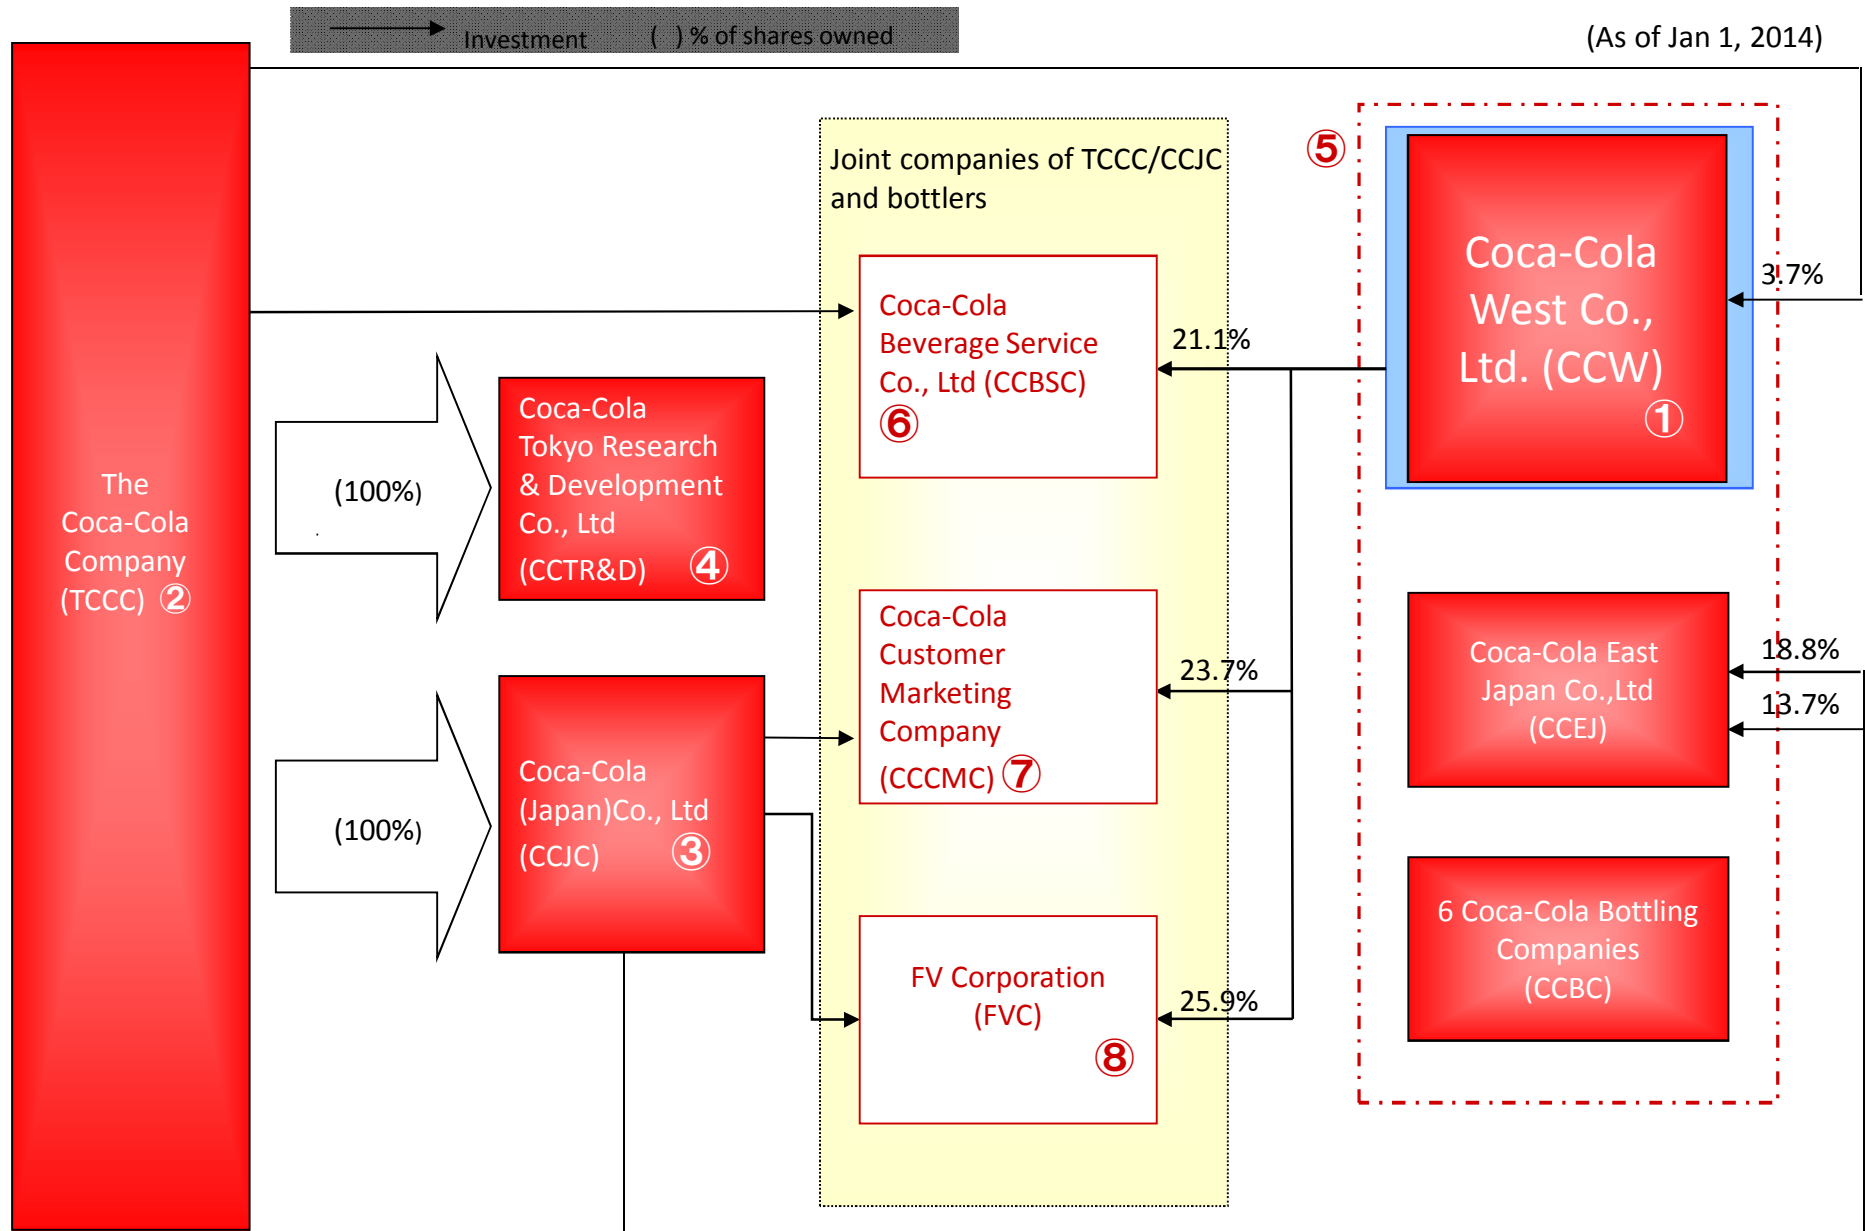 Investment ( ) % of shares owned
(As of Jan 1, 2014)
The
Coca-Cola
Company
(TCCC) ②
(100%)
Coca-Cola
Tokyo Research
& Development
Co., Ltd
(CCTR&D) ④
(100%)
Coca-Cola
(Japan)Co., Ltd
(CCJC) ③
Joint companies of TCCC/CCJC
and bottlers
Coca-Cola
Beverage Service
Co., Ltd (CCBSC)
⑥
21.1%
Coca-Cola
Customer
Marketing
Company
(CCCMC) ⑦
23.7%
FV Corporation
(FVC)
⑧
25.9%
⑤
Coca-Cola
West Co.,
Ltd. (CCW)
①
3.7%
Coca-Cola East
Japan Co.,Ltd
(CCEJ)
18.8%
13.7%
6 Coca-Cola Bottling
Companies
(CCBC)